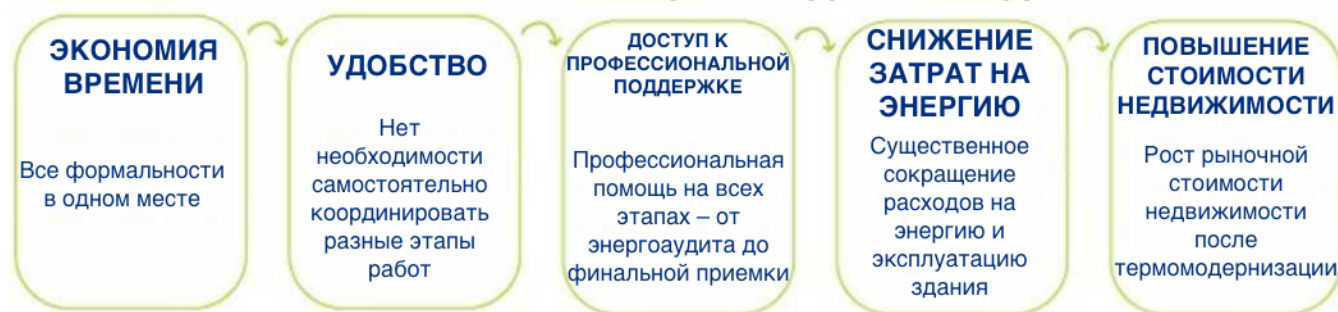 ЭКОНОМИЯ
ВРЕМЕНИ
Все формальности
в одном месте
УДОБСТВО
Нет
необходимости
самостоятельно
координировать
разные этапы
работ
ДОСТУП К
ПРОФЕССИОНАЛЬНОЙ
ПОДДЕРЖКЕ
Профессиональная
помощь на всех
этапах – от
энергоаудита до
финальной приемки
СНИЖЕНИЕ
ЗАТРАТ НА
ЭНЕРГИЮ
Существенное
сокращение
расходов на
энергию и
эксплуатацию
здания
ПОВЫШЕНИЕ
СТОИМОСТИ
НЕДВИЖИМОСТИ
Рост рыночной
стоимости
недвижимости
после
термомодернизации